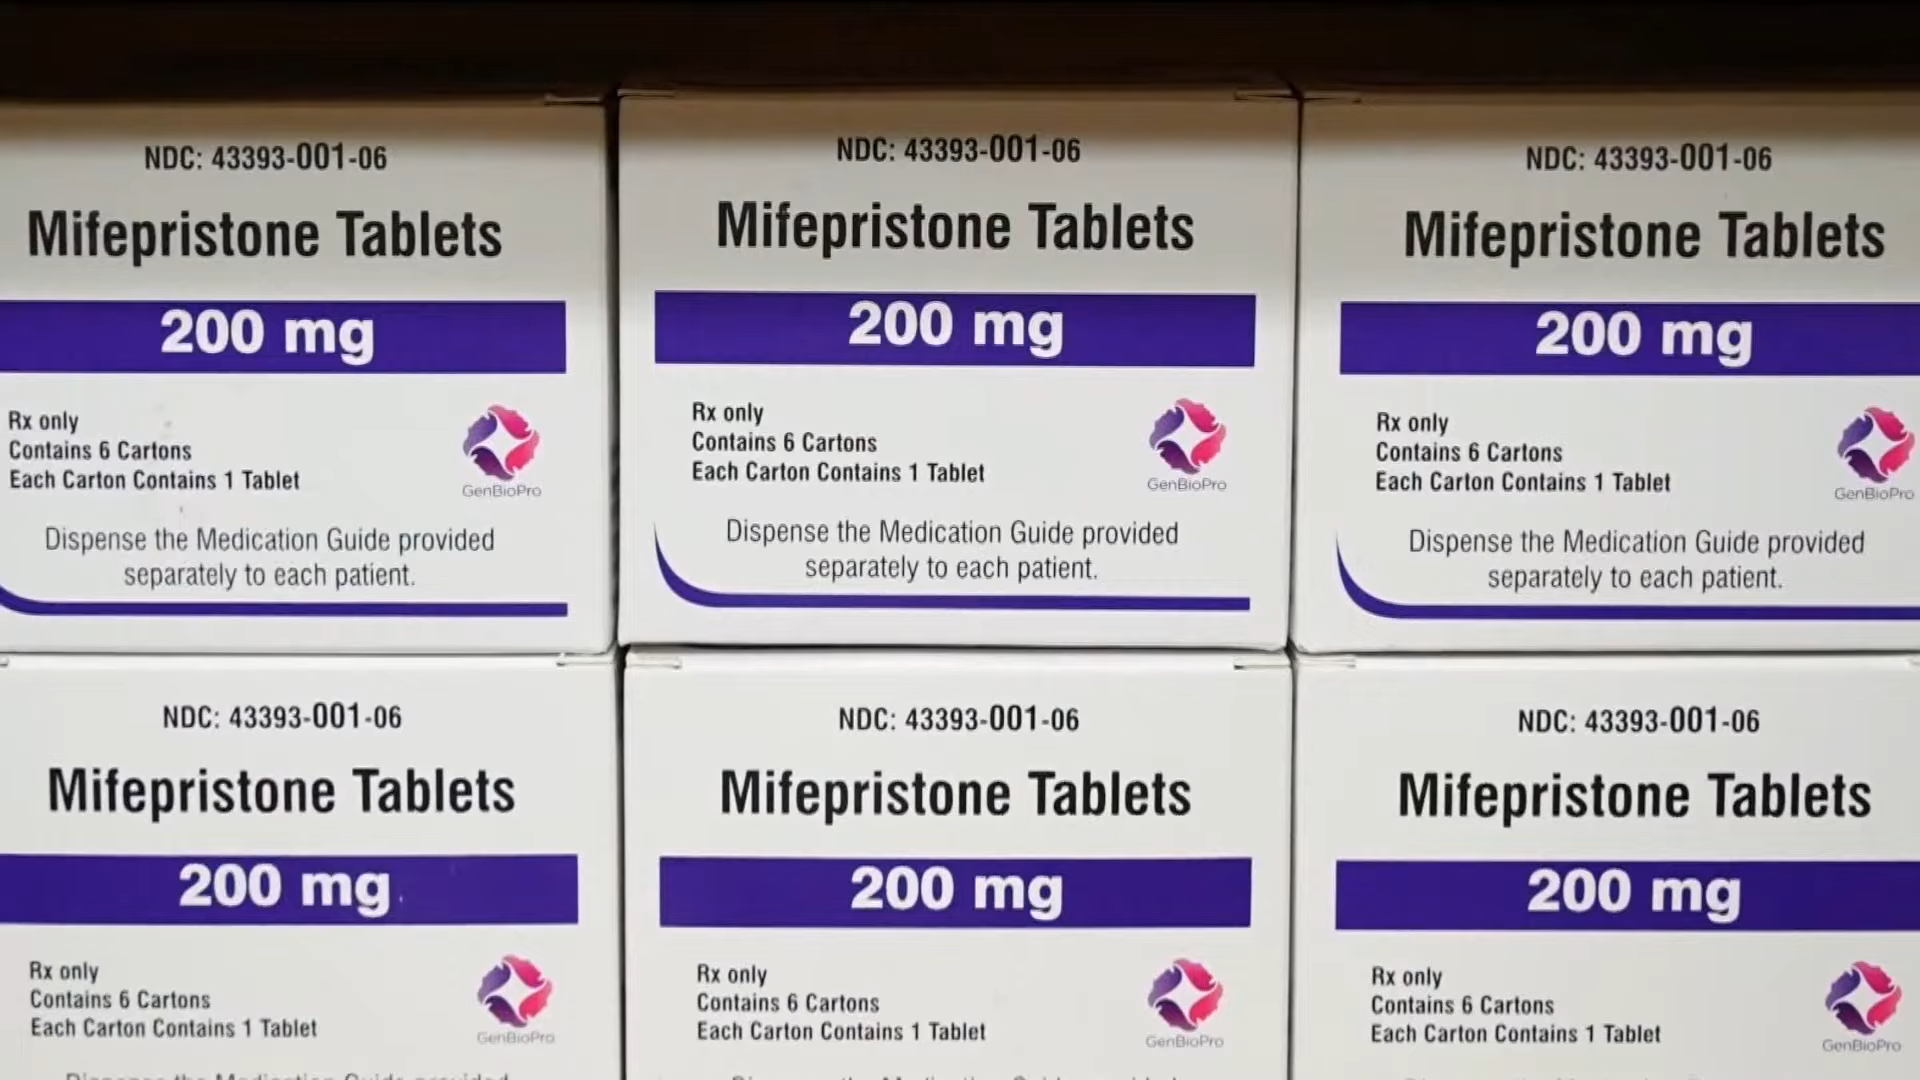 NDC: 43393-001-06
Mifepristone Tablets
200 mg
Rx only
Contains 6 Cartons
Each Carton Contains 1 Tablet
GenBioPro
Dispense the Medication Guide provided
separately to each patient.
NDC: 43393-001-06
Mifepristone Tablets
200 mg
Rx only
Contains 6 Cartons
Each Carton Contains 1 Tablet
GenBioPro
Dispense the Medication Guide provided
separately to each patient.
NDC: 43393-001-06
Mifepristone Tablets
200 mg
Rx only
Contains 6 Cartons
Each Carton Contains 1 Tablet
GenBioPro
Dispense the Medication Guide provided
separately to each patient.
NDC: 43393-001-06
Mifepristone Tablets
200 mg
Rx only
Contains 6 Cartons
Each Carton Contains 1 Tablet
GenBioPro
Dispense the Medication Guide provided
NDC: 43393-001-06
Mifepristone Tablets
200 mg
Rx only
Contains 6 Cartons
Each Carton Contains 1 Tablet
GenBioPro
NDC: 43393-001-06
Mifepristone Tablets
200 mg
Rx only
Contains 6 Cartons
Each Carton Contains 1 Tablet
GenBioPro